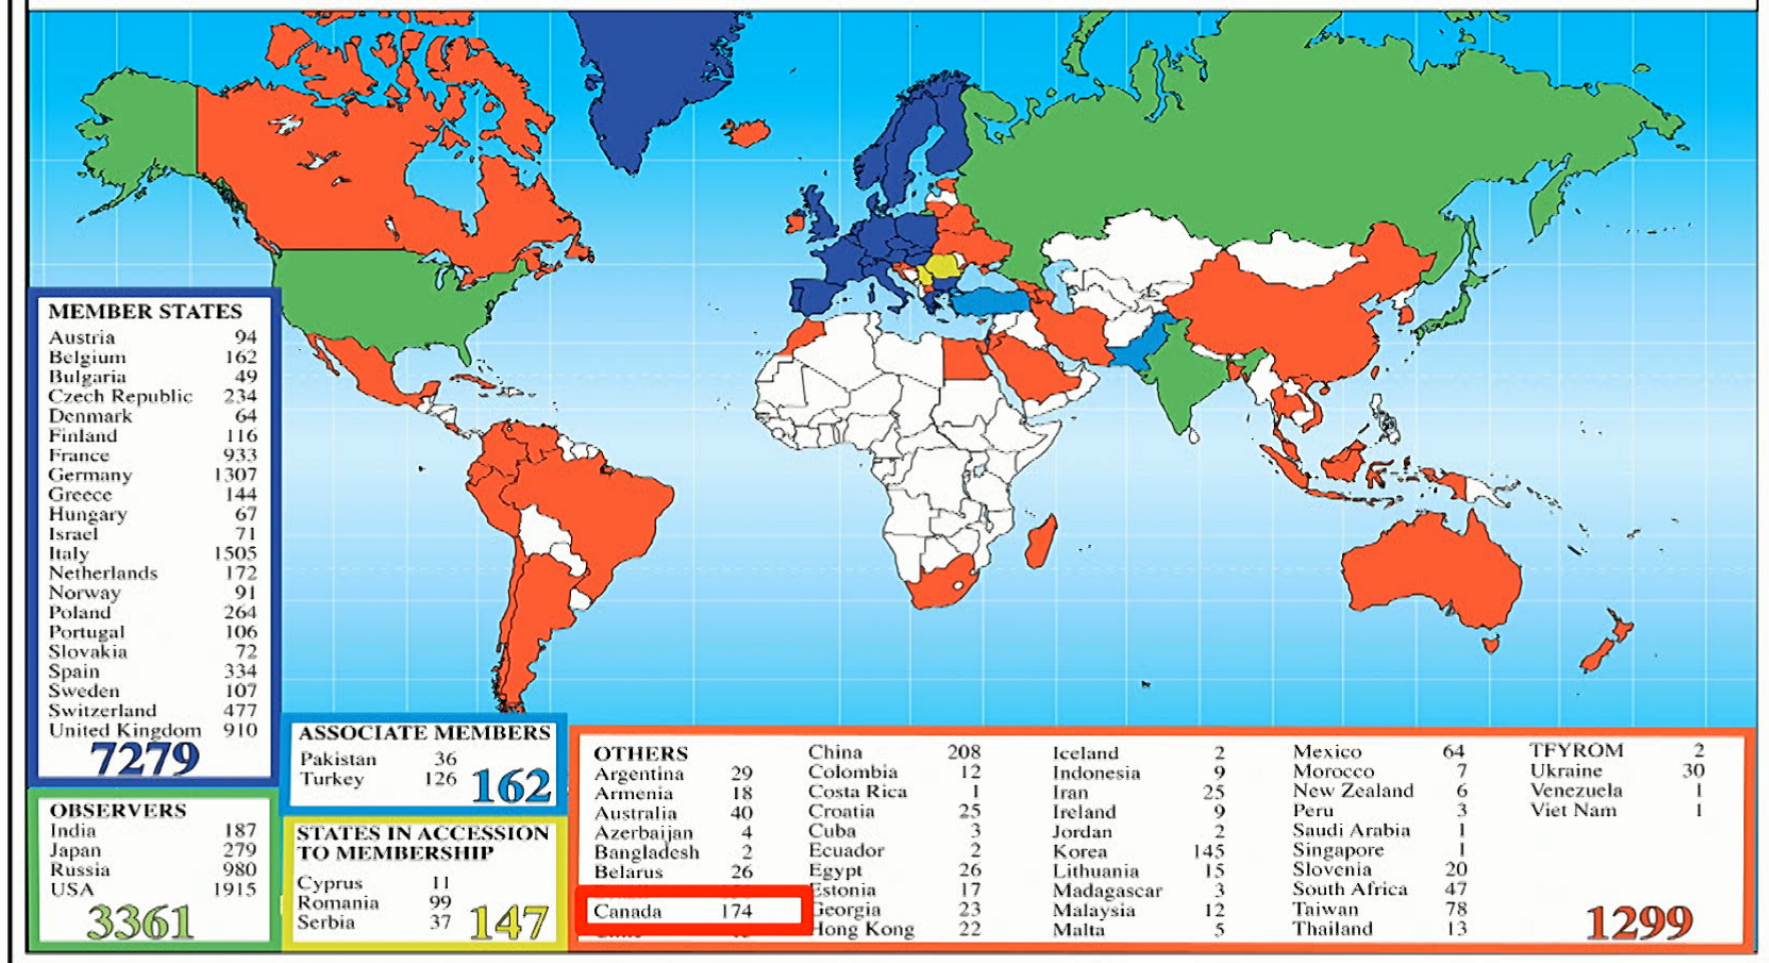 MEMBER STATES
Austria 94
Belgium 162
Bulgaria 49
Czech Republic 234
Denmark 64
Finland 116
France 933
Germany 1307
Greece 144
Hungary 67
Israel 71
Italy 1505
Netherlands 172
Norway 91
Poland 264
Portugal 106
Slovakia 72
Spain 334
Sweden 107
Switzerland 477
United Kingdom 910
7279
OBSERVERS
India 187
Japan 279
Russia 980
USA 1915
3361
ASSOCIATE MEMBERS
Pakistan 36
Turkey 126
162
STATES IN ACCESSION
TO MEMBERSHIP
Cyprus 11
Romania 99
Serbia 37
147
OTHERS
Argentina 29
Armenia 18
Australia 40
Azerbaijan 4
Bangladesh 2
Belarus 26
Canada 174
China 208
Colombia 12
Costa Rica 1
Croatia 25
Cuba 3
Ecuador 2
Egypt 26
Estonia 17
Georgia 23
Hong Kong 22
Iceland 2
Indonesia 9
Iran 25
Ireland 9
Jordan 2
Korea 145
Lithuania 15
Madagascar 3
Malaysia 12
Malta 5
Mexico 64
Morocco 7
New Zealand 6
Peru 3
Saudi Arabia 1
Singapore 1
Slovenia 20
South Africa 47
Taiwan 78
Thailand 13
TFYROM 2
Ukraine 30
Venezuela 1
Viet Nam 1
1299